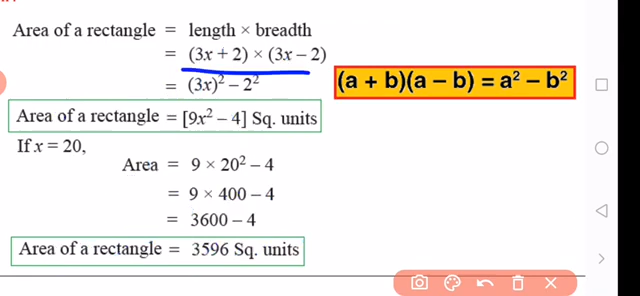 Area of a rectangle = length × breadth
= (3x + 2) × (3x – 2)
= (3x)² – 2²
(a + b)(a – b) = a² – b²
Area of a rectangle = [9x² – 4] Sq. units
If x = 20,
Area = 9 × 20² – 4
= 9 × 400 – 4
= 3600 – 4
Area of a rectangle = 3596 Sq. units